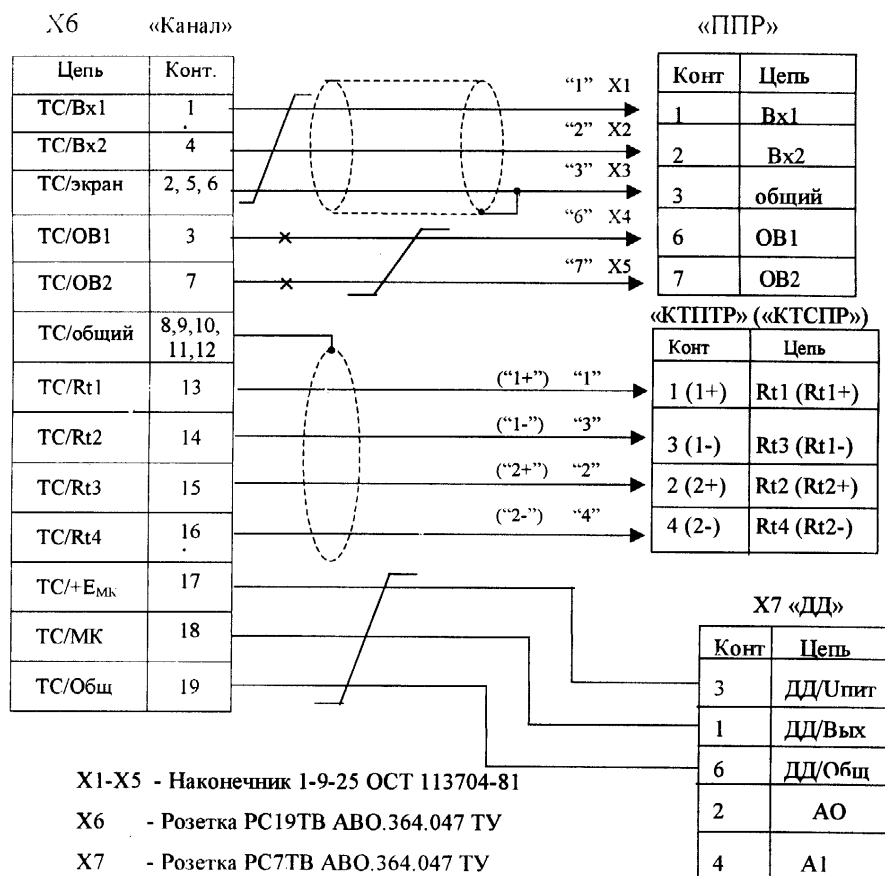 X6 «Канал»
Цепь Конт.
ТС/Вх1 1
ТС/Вх2 4
ТС/экран 2, 5, 6
ТС/ОВ1 3
ТС/ОВ2 7
ТС/общий 8,9,10,
11,12
ТС/Rt1 13
ТС/Rt2 14
ТС/Rt3 15
ТС/Rt4 16
ТС/+Eмк 17
ТС/МК 18
ТС/Общ 19
“1” X1
“2” X2
“3” X3
“6” X4
“7” X5
(“1+”) “1”
(“1-”) “3”
(“2+”) “2”
(“2-”) “4”
«ППР»
Конт Цепь
1 Вх1
2 Вх2
3 общий
6 ОВ1
7 ОВ2
«КТПТР» («КТСПР»)
Конт Цепь
1 (1+) Rt1 (Rt1+)
3 (1-) Rt3 (Rt1-)
2 (2+) Rt2 (Rt2+)
4 (2-) Rt4 (Rt2-)
X7 «ДД»
Конт Цепь
3 ДД/Uпит
1 ДД/Вых
6 ДД/Общ
2 АО
4 А1
X1-X5 - Наконечник 1-9-25 ОСТ 113704-81
X6 - Розетка РС19ТВ АВО.364.047 ТУ
X7 - Розетка РС7ТВ АВО.364.047 ТУ